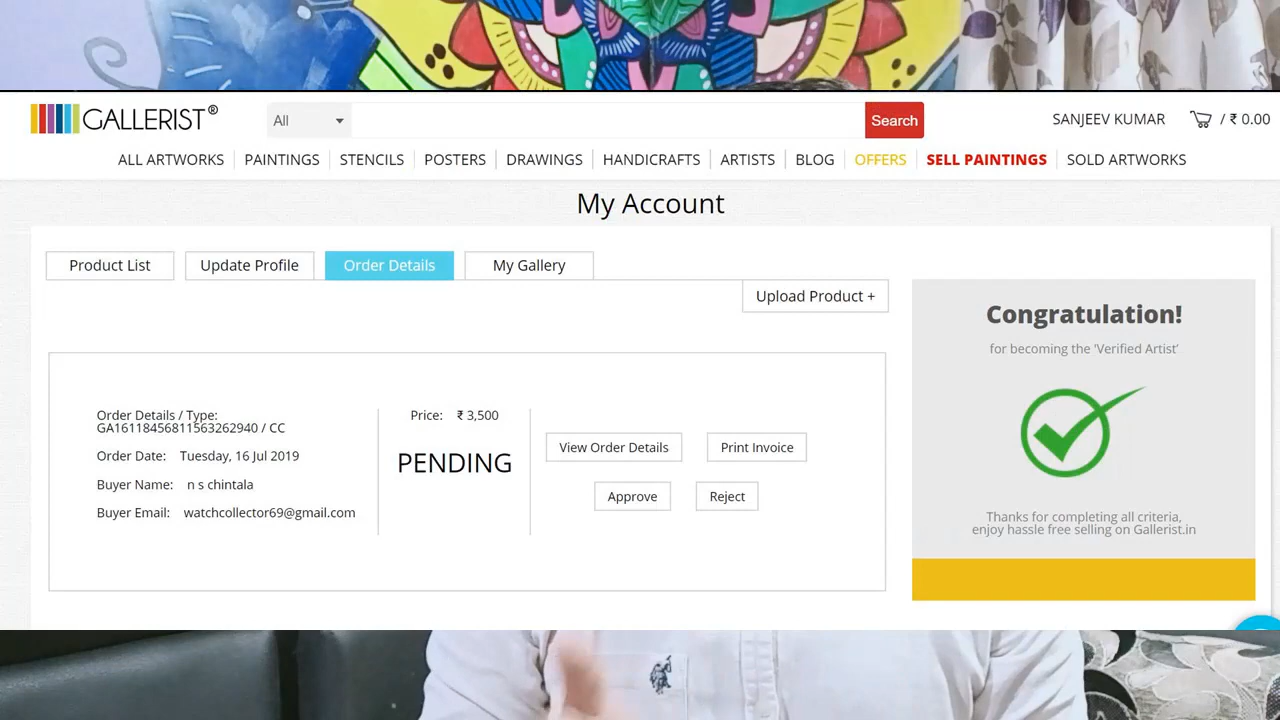 GALLERIST®
All
Search
SANJEEV KUMAR
/ ₹ 0.00
ALL ARTWORKS
PAINTINGS
STENCILS
POSTERS
DRAWINGS
HANDICRAFTS
ARTISTS
BLOG
OFFERS
SELL PAINTINGS
SOLD ARTWORKS
My Account
Product List
Update Profile
Order Details
My Gallery
Upload Product +
Order Details / Type:
GA16118456811563262940 / CC
Order Date: Tuesday, 16 Jul 2019
Buyer Name: n s chintala
Buyer Email: watchcollector69@gmail.com
Price: ₹ 3,500
PENDING
View Order Details
Print Invoice
Approve
Reject
Congratulation!
for becoming the 'Verified Artist'
Thanks for completing all criteria,
enjoy hassle free selling on Gallerist.in